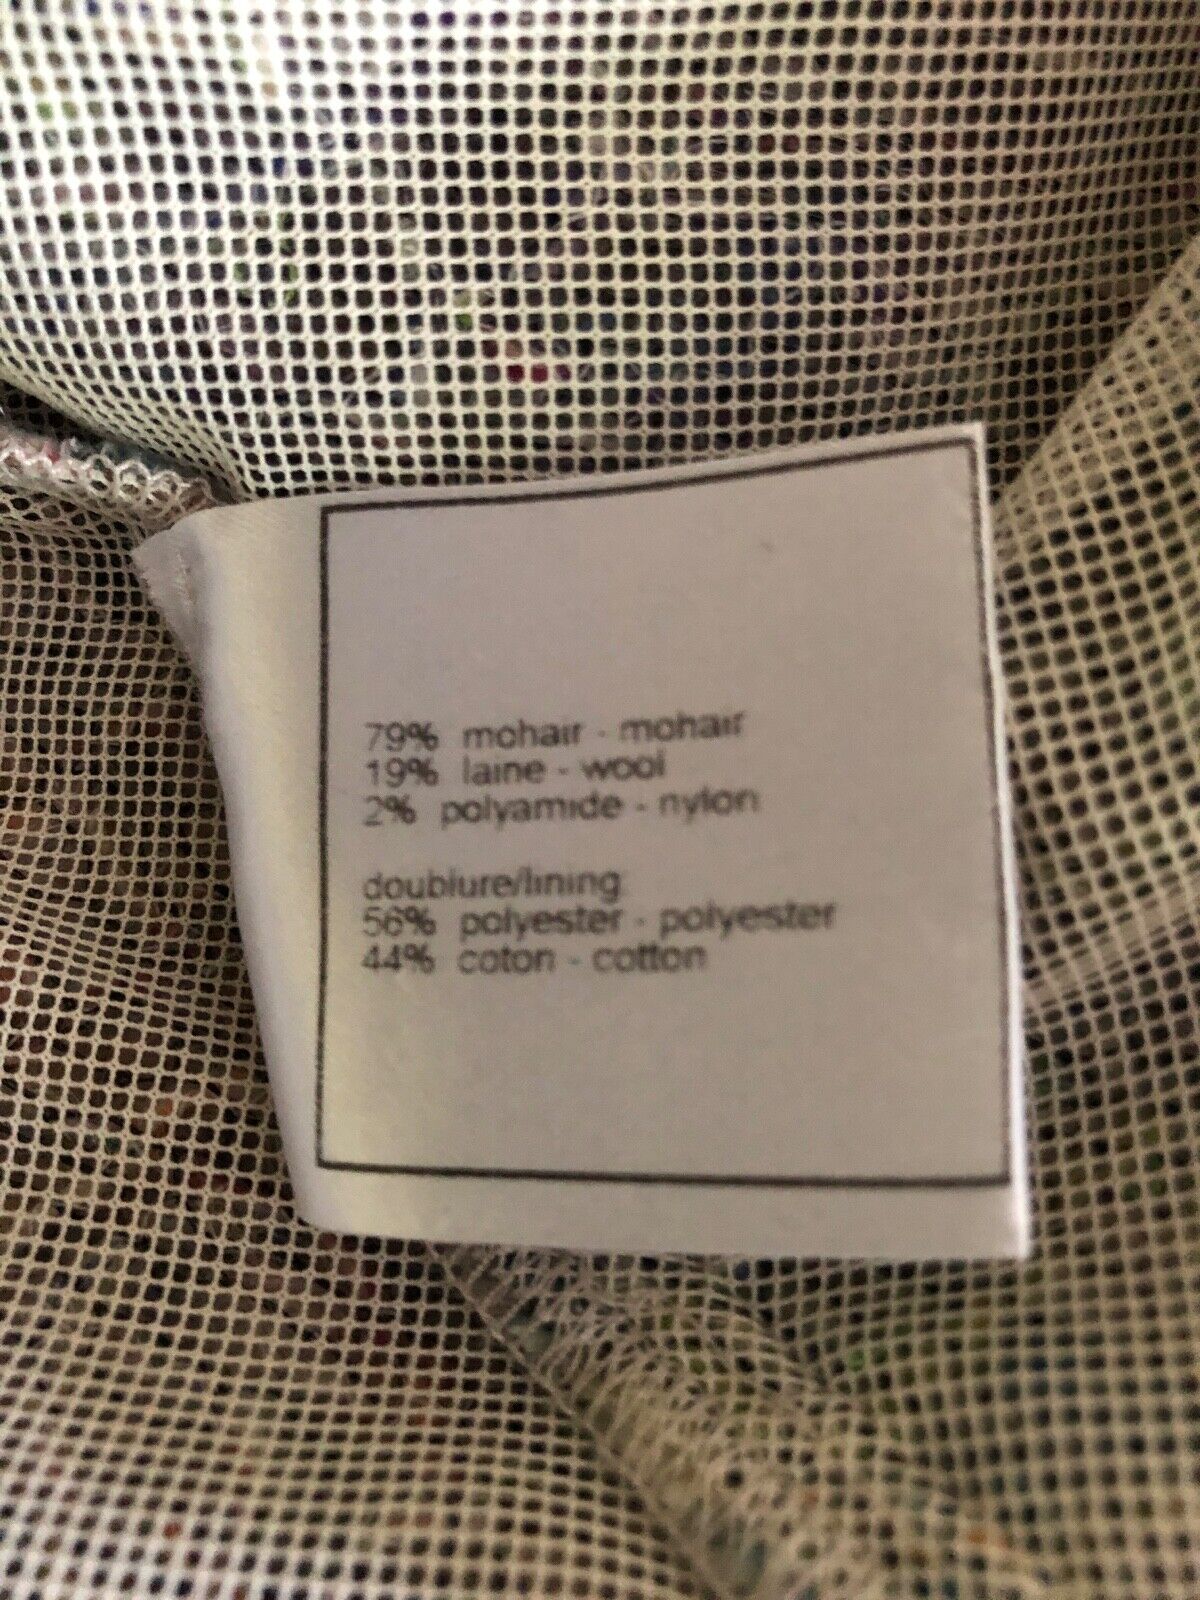 79% mohair - mohair
19% laine - wool
2% polyamide - nylon
doublure/lining
56% polyester - polyester
44% coton - cotton